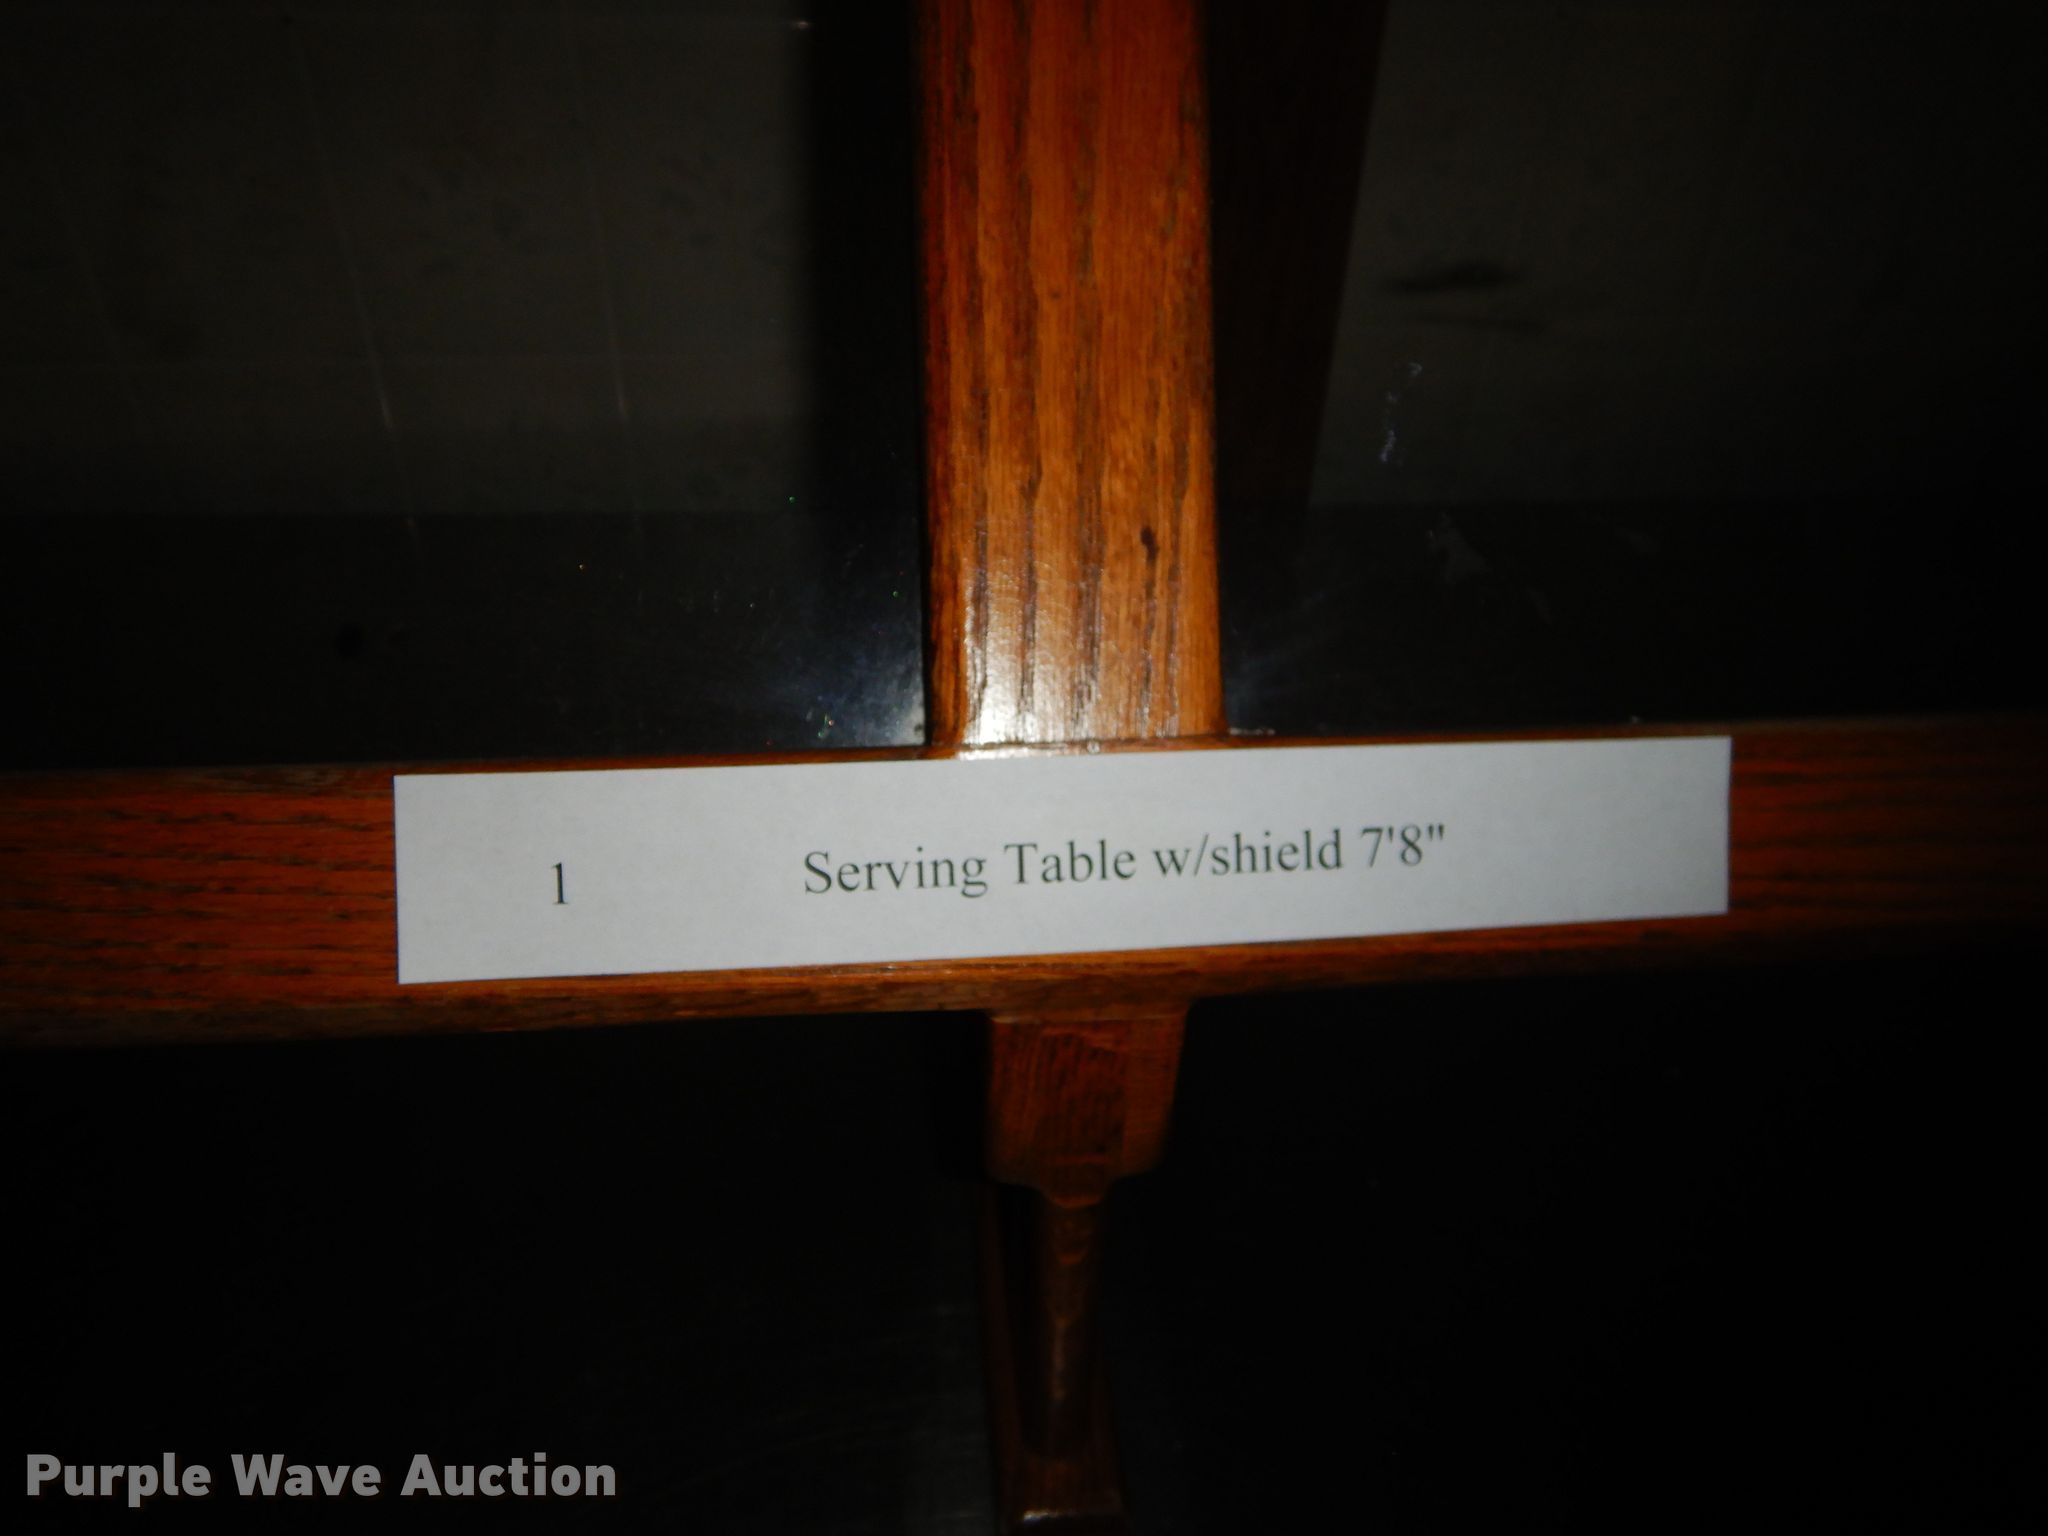 1 Serving Table w/shield 7'8"
Purple Wave Auction